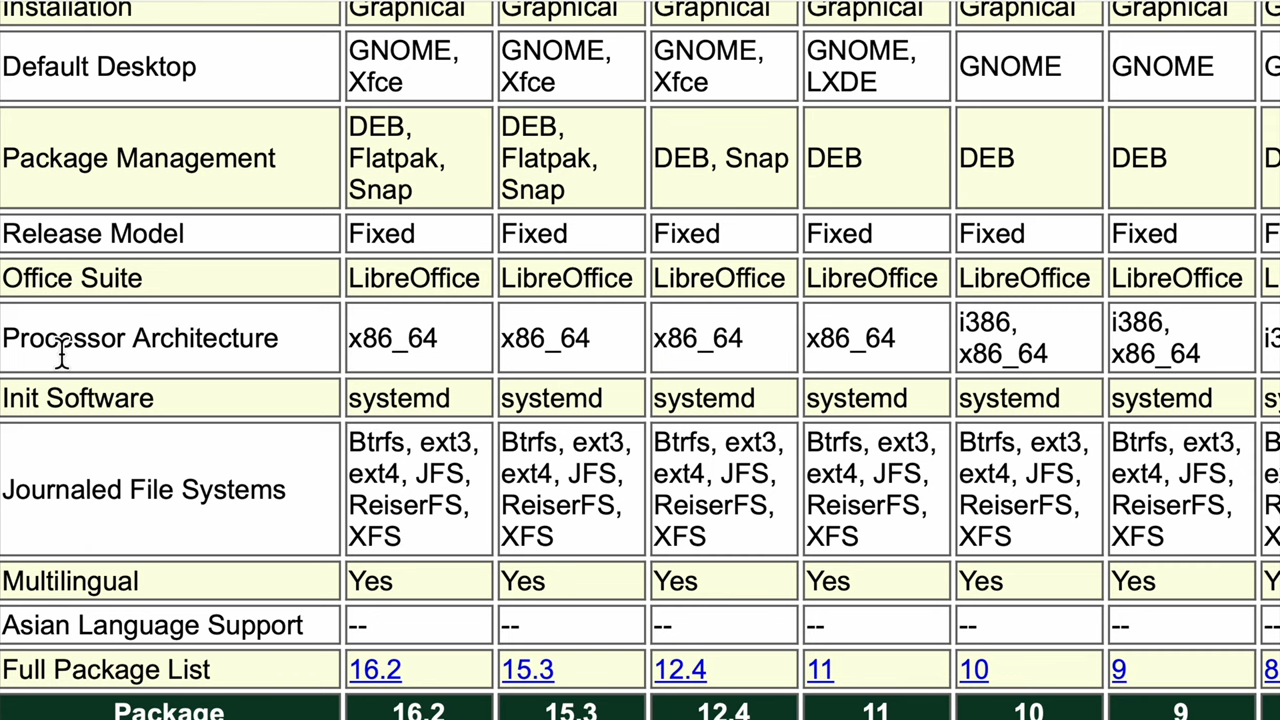 Installation Graphical Graphical Graphical Graphical Graphical Graphical G
Default Desktop
GNOME,
Xfce
GNOME,
Xfce
GNOME,
Xfce
GNOME,
LXDE
GNOME
GNOME
G
Package Management
DEB,
Flatpak,
Snap
DEB,
Flatpak,
Snap
DEB, Snap
DEB
DEB
DEB
D
Release Model Fixed Fixed Fixed Fixed Fixed Fixed F
Office Suite LibreOffice LibreOffice LibreOffice LibreOffice LibreOffice LibreOffice L
Processor Architecture
x86_64
x86_64
x86_64
x86_64
i386,
x86_64
i386,
x86_64
i3
Init Software systemd systemd systemd systemd systemd systemd sy
Journaled File Systems
Btrfs, ext3,
ext4, JFS,
ReiserFS,
XFS
Btrfs, ext3,
ext4, JFS,
ReiserFS,
XFS
Btrfs, ext3,
ext4, JFS,
ReiserFS,
XFS
Btrfs, ext3,
ext4, JFS,
ReiserFS,
XFS
Btrfs, ext3,
ext4, JFS,
ReiserFS,
XFS
Btrfs, ext3,
ext4, JFS,
ReiserFS,
XFS
B
e
R
X
Multilingual Yes Yes Yes Yes Yes Yes Y
Asian Language Support -- -- -- -- -- -- --
Full Package List 16.2 15.3 12.4 11 10 9 8
Package 16.2 15.3 12.4 11 10 9